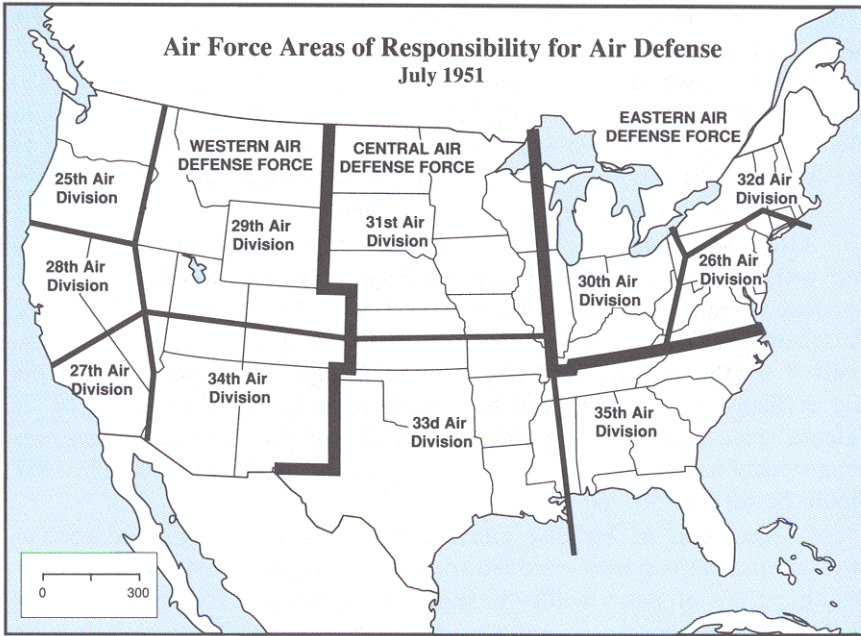 Air Force Areas of Responsibility for Air Defense
July 1951
EASTERN AIR
DEFENSE FORCE
WESTERN AIR
DEFENSE FORCE
CENTRAL AIR
DEFENSE FORCE
25th Air
Division
32d Air
Division
29th Air
Division
31st Air
Division
28th Air
Division
30th Air
Division
26th Air
Division
27th Air
Division
34th Air
Division
33d Air
Division
35th Air
Division
0
300